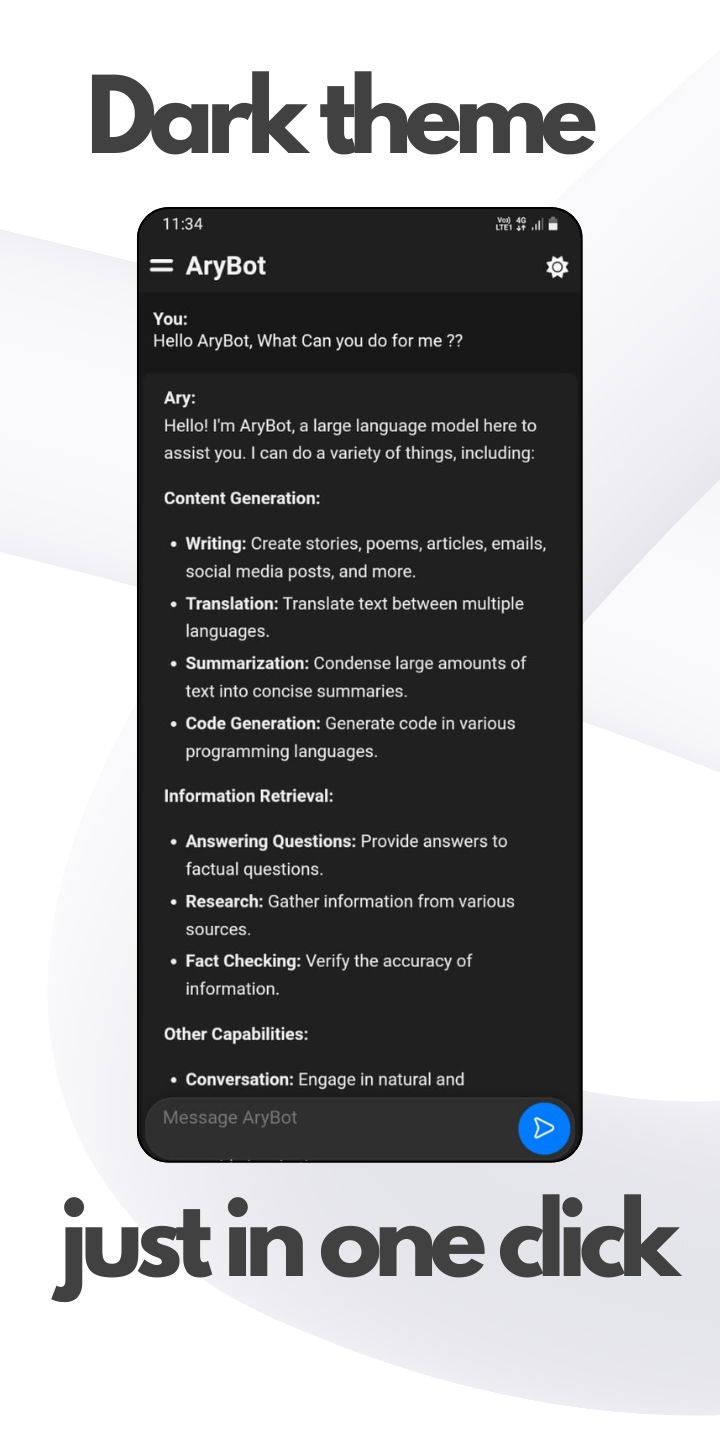 Dark theme
11:34
Vo)) 4G
LTE1
AryBot
You:
Hello AryBot, What Can you do for me ??
Ary:
Hello! I'm AryBot, a large language model here to
assist you. I can do a variety of things, including:
Content Generation:
• Writing: Create stories, poems, articles, emails,
social media posts, and more.
• Translation: Translate text between multiple
languages.
• Summarization: Condense large amounts of
text into concise summaries.
• Code Generation: Generate code in various
programming languages.
Information Retrieval:
• Answering Questions: Provide answers to
factual questions.
• Research: Gather information from various
sources.
• Fact Checking: Verify the accuracy of
information.
Other Capabilities:
• Conversation: Engage in natural and
Message AryBot
just in one click